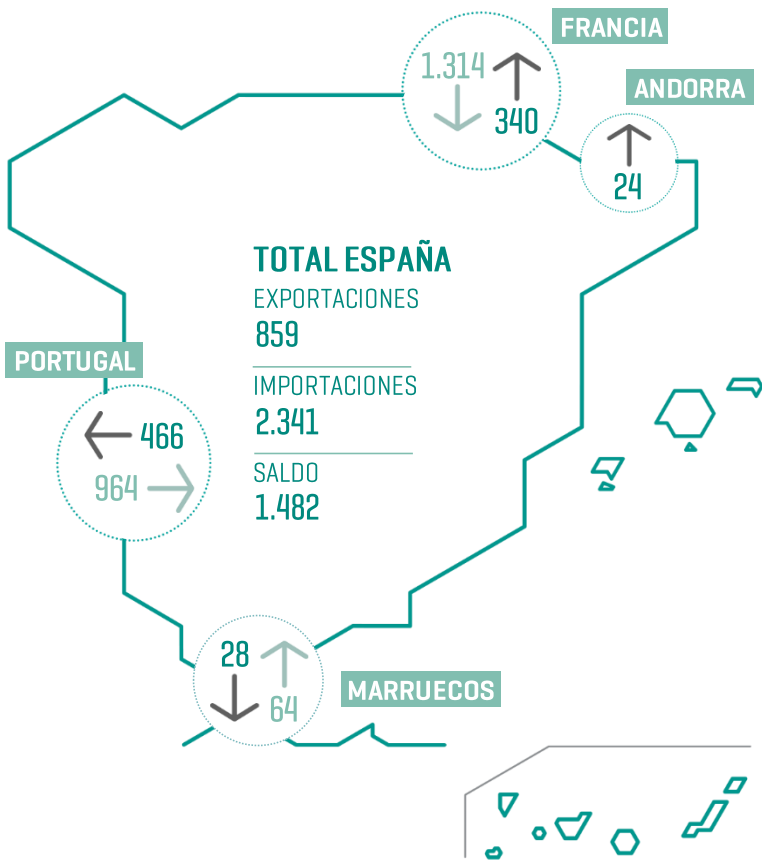 FRANCIA
1.314
340
ANDORRA
24
TOTAL ESPAÑA
EXPORTACIONES
859
IMPORTACIONES
2.341
SALDO
1.482
PORTUGAL
466
964
28
64
MARRUECOS